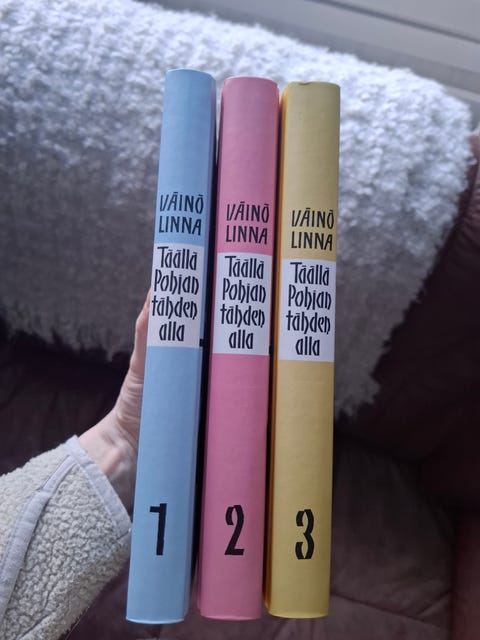 VÄINÖ
LINNA
Täällä
Pohjan
tähden
alla
1
VÄINÖ
LINNA
Täällä
Pohjan
tähden
alla
2
VÄINÖ
LINNA
Täällä
Pohjan
tähden
alla
3